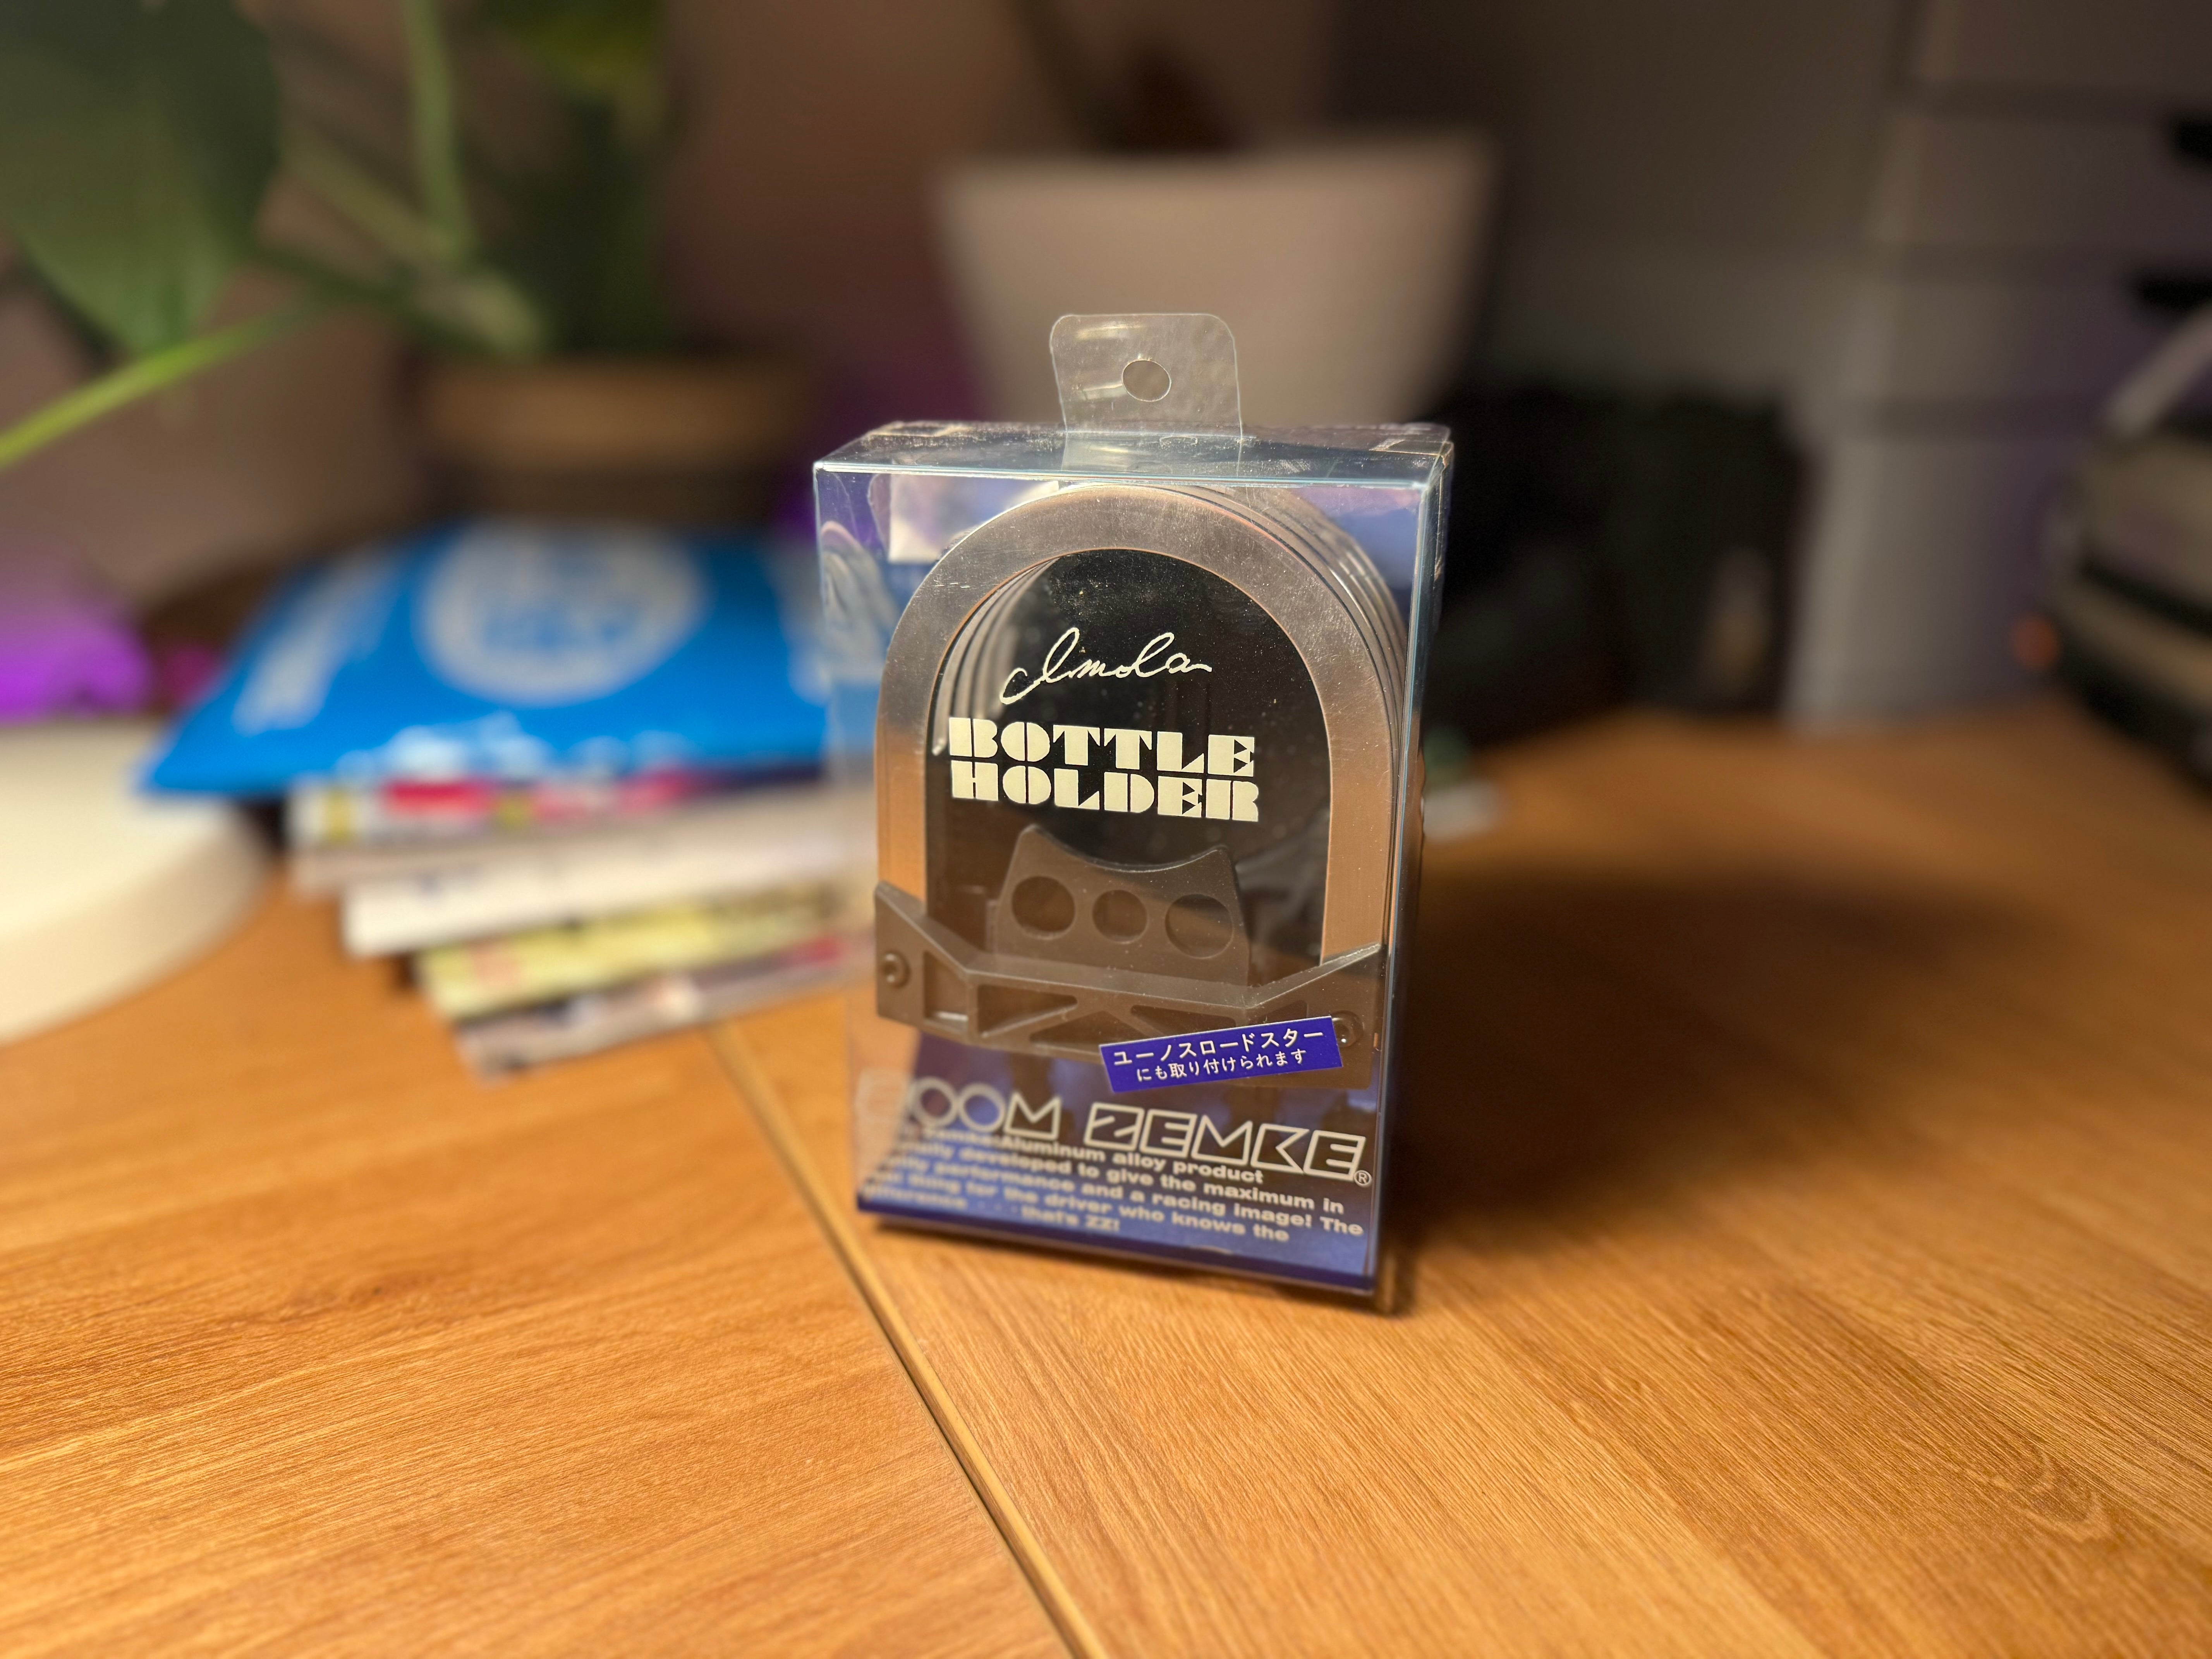 Imola
BOTTLE
HOLDER
ユーノスロードスター
にも取り付けられます
ZOOM ZEMKE®
Aluminum alloy product
developed to give the maximum in
performance and a racing image! The
thing for the driver who knows the
that's ZZ!